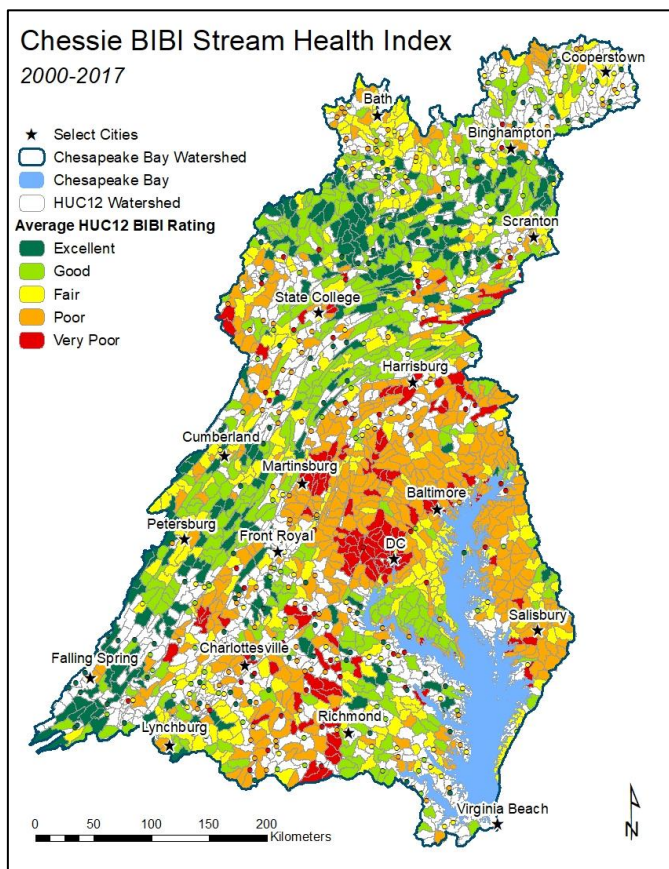 Chessie BIBI Stream Health Index
2000-2017
Select Cities
Chesapeake Bay Watershed
Chesapeake Bay
HUC12 Watershed
Average HUC12 BIBI Rating
Excellent
Good
Fair
Poor
Very Poor
Cooperstown
Bath
Binghampton
Scranton
State College
Harrisburg
Cumberland
Martinsburg
Baltimore
Petersburg
Front Royal
DC
Salisbury
Falling Spring
Charlottesville
Lynchburg
Richmond
Virginia Beach
0 50 100 150 200
Kilometers
N